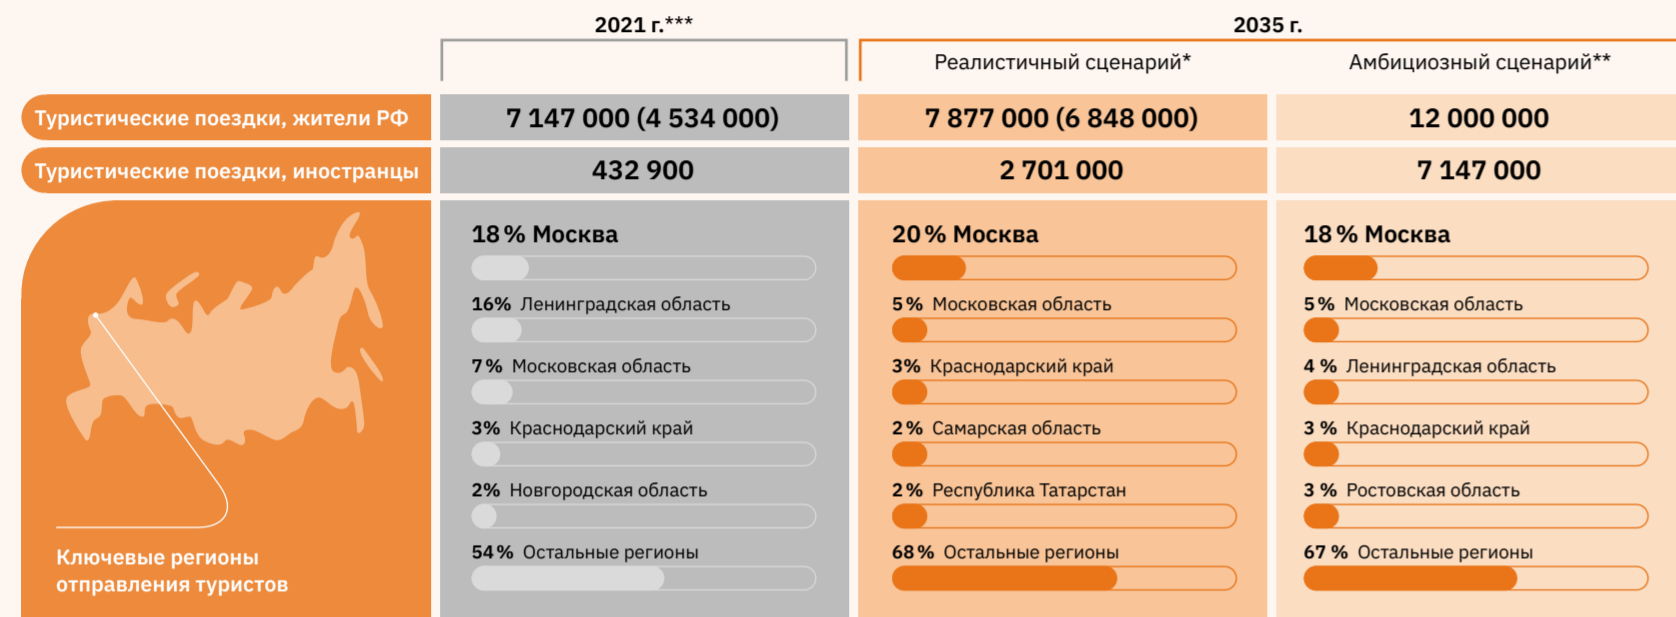 2021 г.***
2035 г.
Реалистичный сценарий*
Амбициозный сценарий**
Туристические поездки, жители РФ
7 147 000 (4 534 000)
7 877 000 (6 848 000)
12 000 000
Туристические поездки, иностранцы
432 900
2 701 000
7 147 000
Ключевые регионы
отправления туристов
18% Москва
16% Ленинградская область
7% Московская область
3% Краснодарский край
2% Новгородская область
54% Остальные регионы
20% Москва
5% Московская область
3% Краснодарский край
2% Самарская область
2% Республика Татарстан
68% Остальные регионы
18% Москва
5% Московская область
4 % Ленинградская область
3 % Краснодарский край
3 % Ростовская область
67 % Остальные регионы